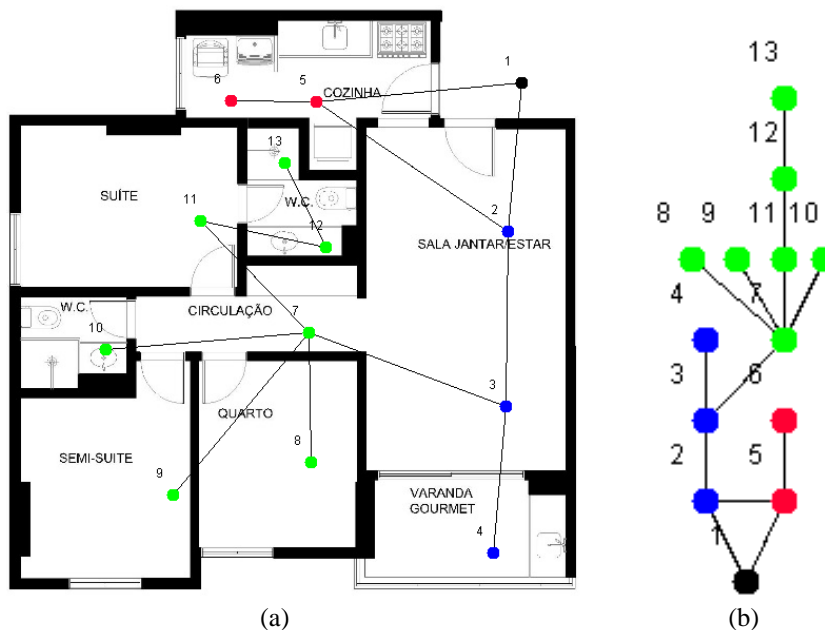 13
1
6
5
COZINHA
12
13
SUÍTE
11
W.C.
2
8 9 11 10
12
SALA JANTAR/ESTAR
4 7
W.C.
CIRCULAÇÃO
7
10
3 6
3
QUARTO
2 5
SEMI-SUITE
9
8
VARANDA
GOURMET
1
4
(a) (b)